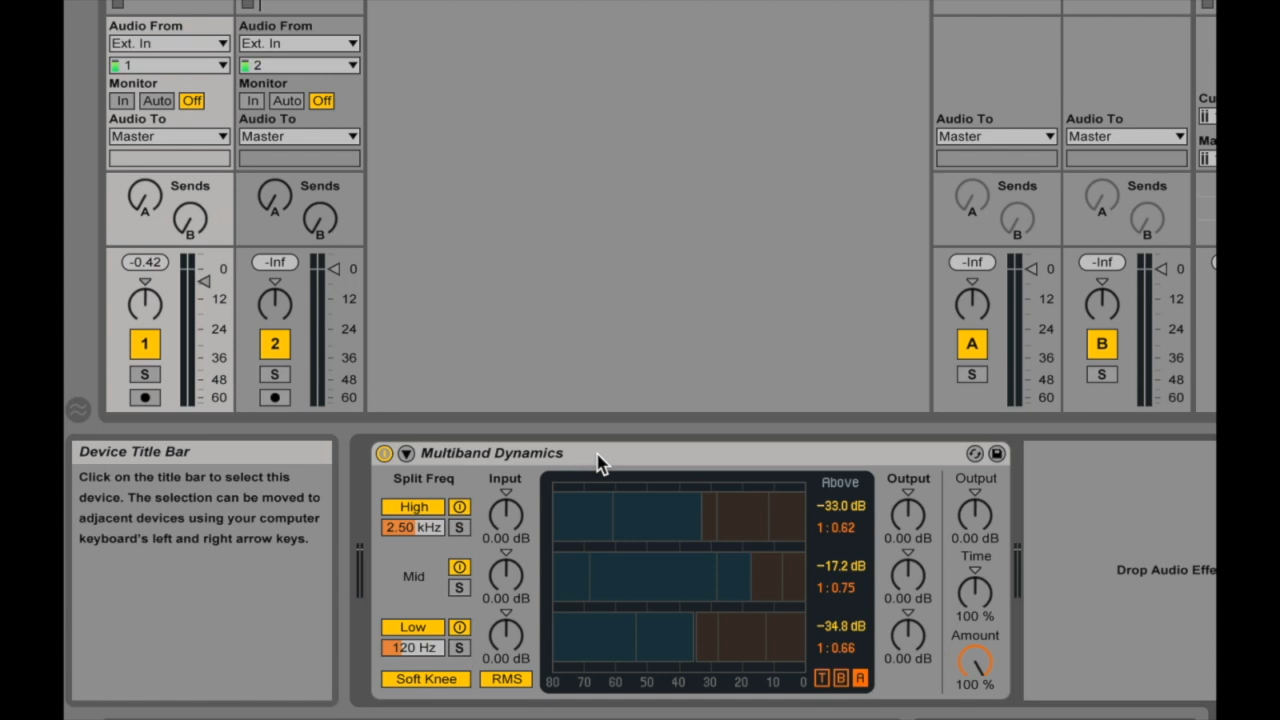 Audio From
Ext. In
1
Monitor
In Auto Off
Audio To
Master
Sends
A
B
-0.42
0
12
24
36
48
60
1
S
Audio From
Ext. In
2
Monitor
In Auto Off
Audio To
Master
Sends
A
B
-Inf
0
12
24
36
48
60
2
S
Audio To
Master
Sends
A
B
-Inf
0
12
24
36
48
60
A
S
Audio To
Master
Sends
A
B
-Inf
0
12
24
36
48
60
B
S
Cu
Ma
Device Title Bar
Click on the title bar to select this
device. The selection can be moved to
adjacent devices using your computer
keyboard's left and right arrow keys.
Multiband Dynamics
Split Freq Input Above Output Output
High
2.50 kHz S
0.00 dB
−33.0 dB
1 : 0.62
0.00 dB
0.00 dB
Mid
S
0.00 dB
−17.2 dB
1 : 0.75
0.00 dB
Time
100 %
Low
120 Hz S
0.00 dB
−34.8 dB
1 : 0.66
0.00 dB
Amount
100 %
Soft Knee RMS
80 70 60 50 40 30 20 10 0
T B A
Drop Audio Effe